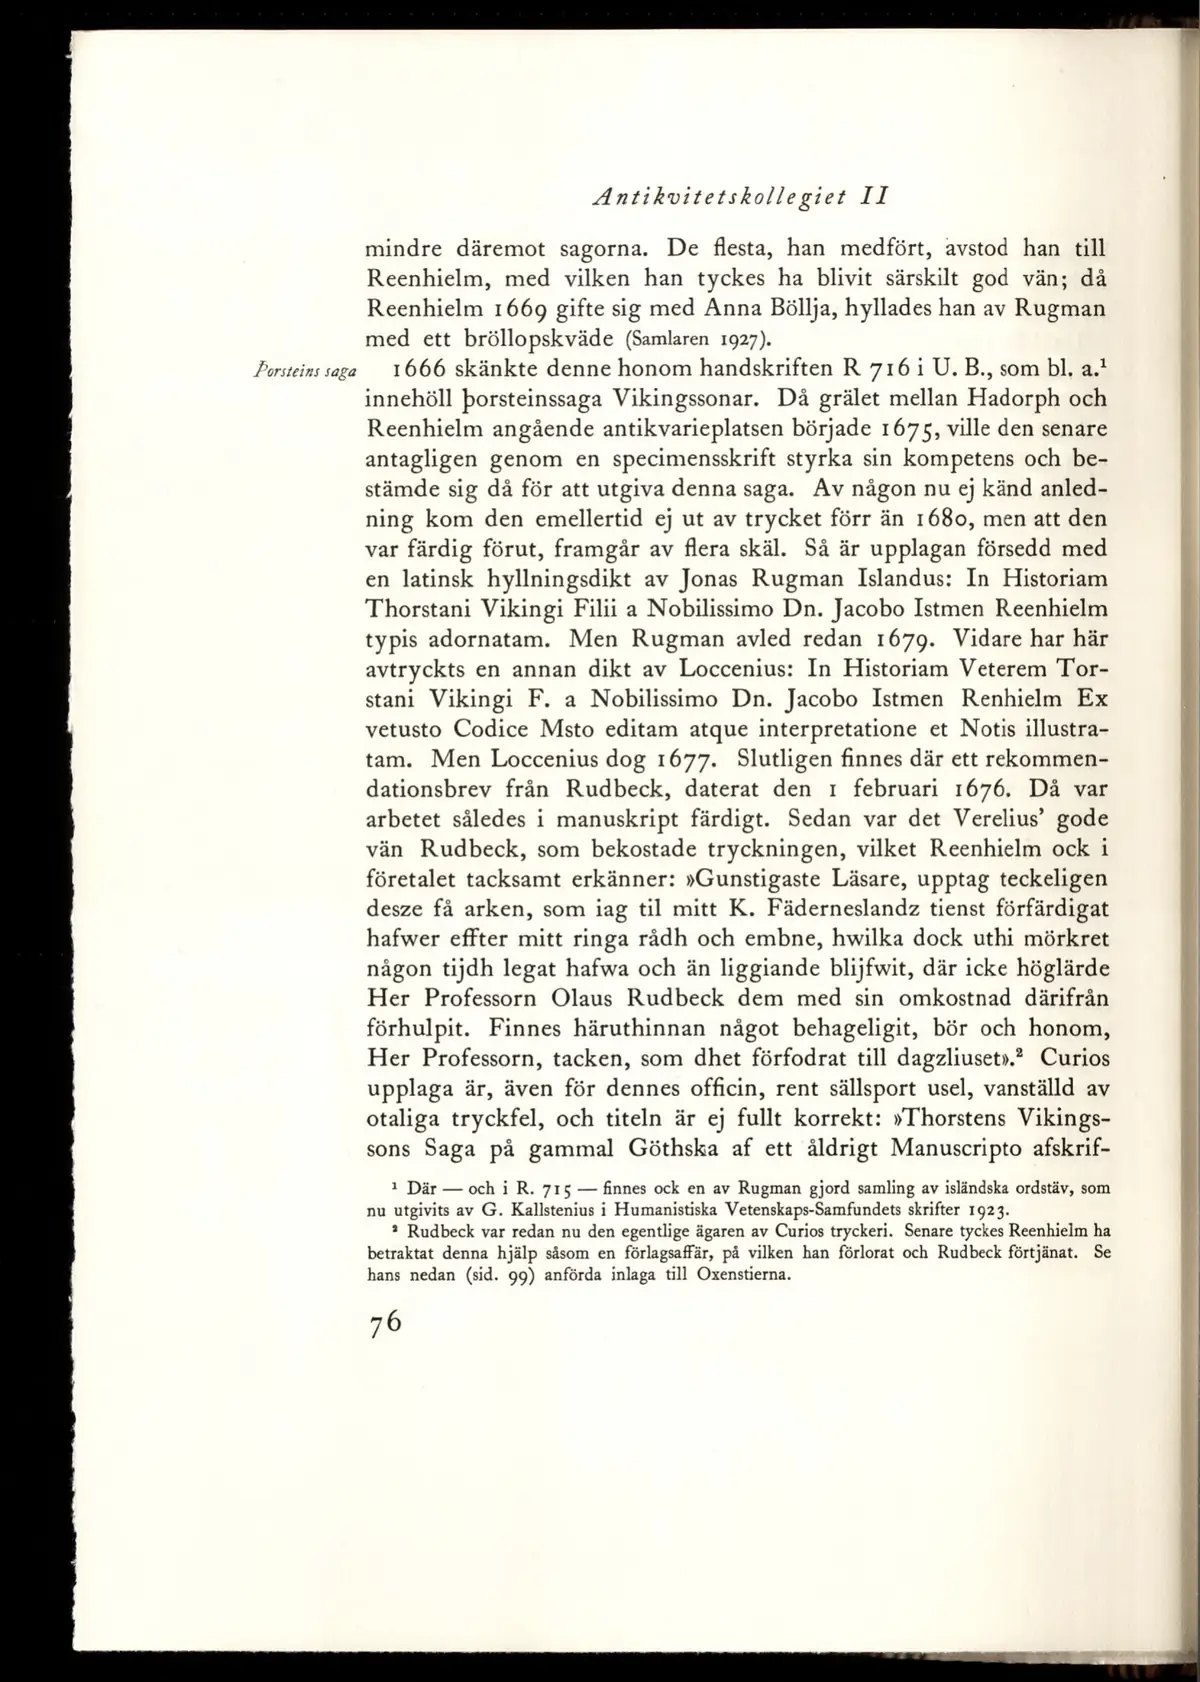 Antikvitetskollegiet II
mindre däremot sagorna. De flesta, han medfört, avstod han till
Reenhielm, med vilken han tyckes ha blivit särskilt god vän; då
Reenhielm 1669 gifte sig med Anna Böllja, hyllades han av Rugman
med ett bröllopskväde (Samlaren 1927).
Þorsteins saga 1666 skänkte denne honom handskriften R 716 i U. B., som bl. a.¹
innehöll þorsteinssaga Vikingssonar. Då grälet mellan Hadorph och
Reenhielm angående antikvarieplatsen började 1675, ville den senare
antagligen genom en specimensskrift styrka sin kompetens och be-
stämde sig då för att utgiva denna saga. Av någon nu ej känd anled-
ning kom den emellertid ej ut av trycket förr än 1680, men att den
var färdig förut, framgår av flera skäl. Så är upplagan försedd med
en latinsk hyllningsdikt av Jonas Rugman Islandus: In Historiam
Thorstani Vikingi Filii a Nobilissimo Dn. Jacobo Istmen Reenhielm
typis adornatam. Men Rugman avled redan 1679. Vidare har här
avtryckts en annan dikt av Loccenius: In Historiam Veterem Tor-
stani Vikingi F. a Nobilissimo Dn. Jacobo Istmen Renhielm Ex
vetusto Codice Msto editam atque interpretatione et Notis illustra-
tam. Men Loccenius dog 1677. Slutligen finnes där ett rekommen-
dationsbrev från Rudbeck, daterat den 1 februari 1676. Då var
arbetet således i manuskript färdigt. Sedan var det Verelius’ gode
vän Rudbeck, som bekostade tryckningen, vilket Reenhielm ock i
företalet tacksamt erkänner: »Gunstigaste Läsare, upptag teckeligen
desze få arken, som iag til mitt K. Fäderneslandz tienst förfärdigat
hafwer effter mitt ringa rådh och embne, hwilka dock uthi mörkret
någon tijdh legat hafwa och än liggiande blijfwit, där icke höglärde
Her Professorn Olaus Rudbeck dem med sin omkostnad därifrån
förhulpit. Finnes häruthinnan något behageligit, bör och honom,
Her Professorn, tacken, som dhet förfodrat till dagzliuset».² Curios
upplaga är, även för dennes officin, rent sällsport usel, vanställd av
otaliga tryckfel, och titeln är ej fullt korrekt: »Thorstens Vikings-
sons Saga på gammal Göthska af ett åldrigt Manuscripto afskrif-
¹ Där — och i R. 715 — finnes ock en av Rugman gjord samling av isländska ordstäv, som
nu utgivits av G. Kallstenius i Humanistiska Vetenskaps-Samfundets skrifter 1923.
² Rudbeck var redan nu den egentlige ägaren av Curios tryckeri. Senare tyckes Reenhielm ha
betraktat denna hjälp såsom en förlagsaffär, på vilken han förlorat och Rudbeck förtjänat. Se
hans nedan (sid. 99) anförda inlaga till Oxenstierna.
76